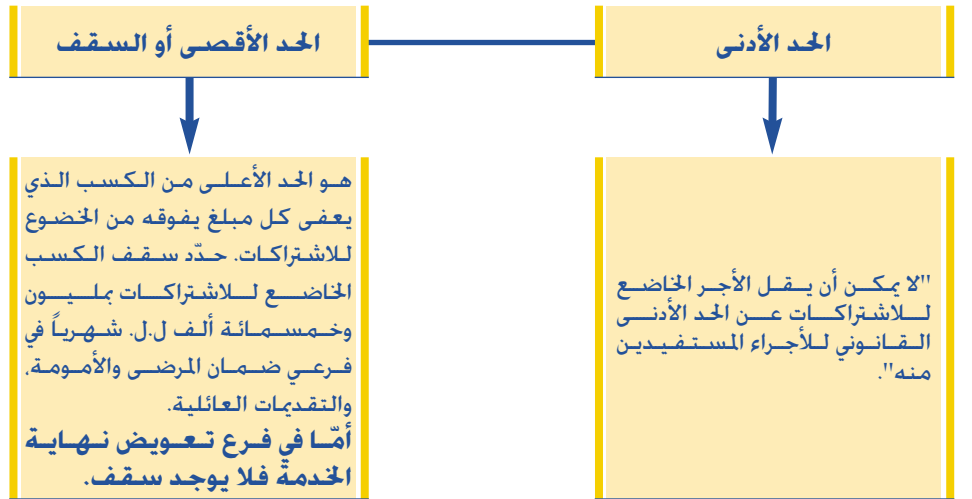 الحد الأدنى
"لا يمكن أن يقل الأجر الخاضع
للاشتراكات عن الحد الأدنى
القانوني للأجراء المستفيدين
منه".
الحد الأقصى أو السقف
هو الحد الأعلى من الكسب الذي
يعفى كل مبلغ يفوقه من الخضوع
للاشتراكات. حدّد سقف الكسب
الخاضع للاشتراكات بمليون
وخمسمائة ألف ل.ل. شهرياً في
فرعي ضمان المرضى والأمومة،
والتقديمات العائلية.
أمّا في فرع تعويض نهاية
الخدمة فلا يوجد سقف.